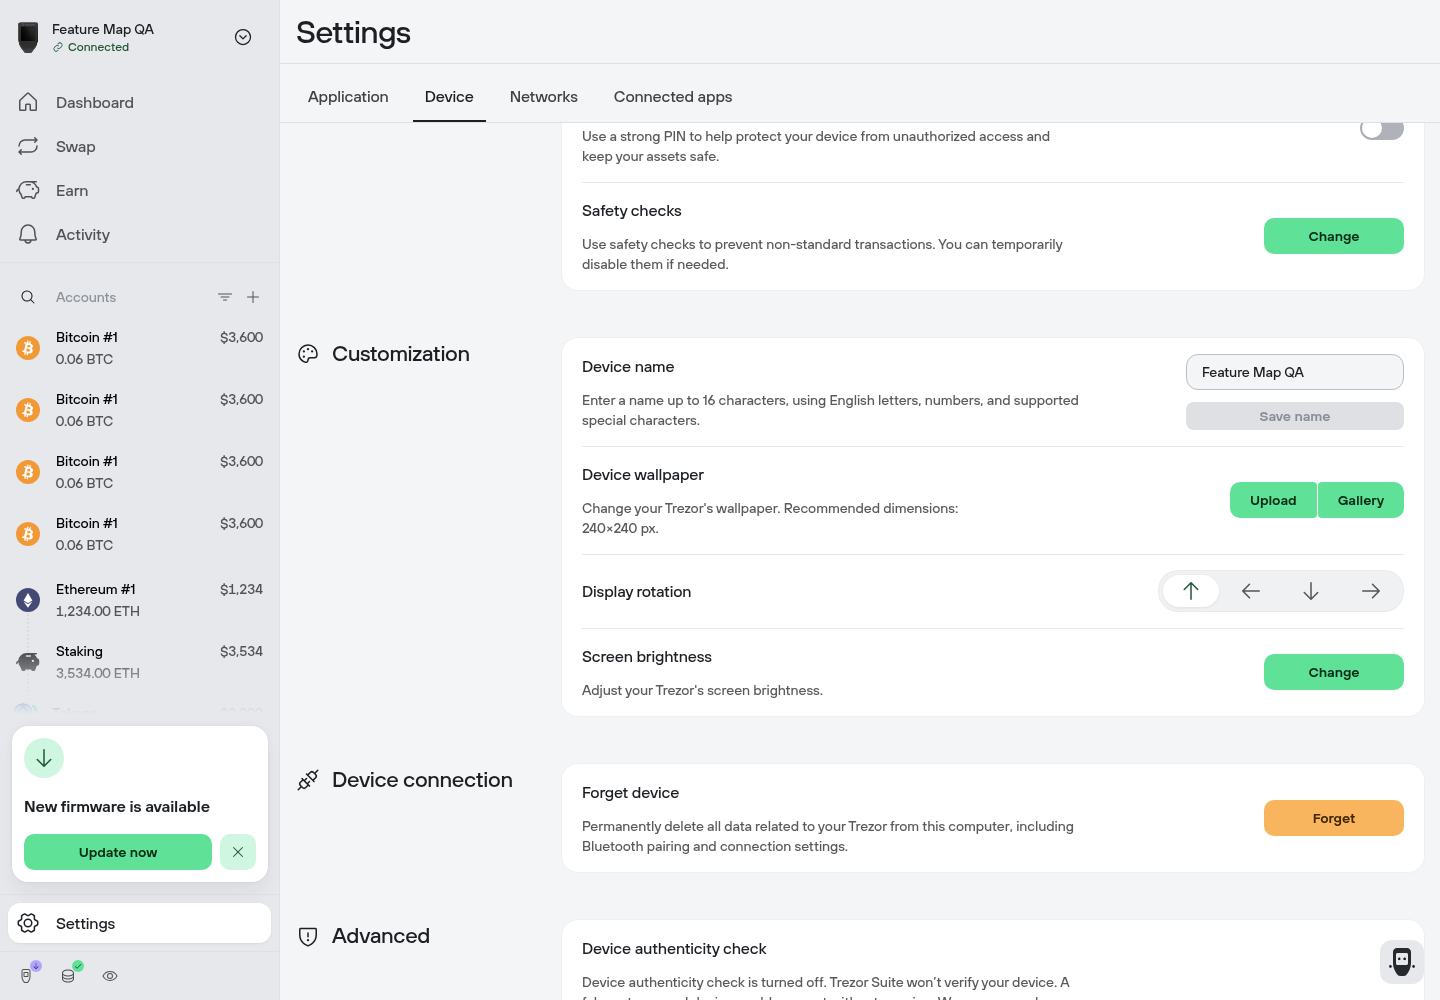 Feature Map QA
Connected
Dashboard
Swap
Earn
Activity
Accounts
Bitcoin #1 $3,600
0.06 BTC
Bitcoin #1 $3,600
0.06 BTC
Bitcoin #1 $3,600
0.06 BTC
Bitcoin #1 $3,600
0.06 BTC
Ethereum #1 $1,234
1,234.00 ETH
Staking $3,534
3,534.00 ETH
New firmware is available
Update now
Settings
Settings
Application Device Networks Connected apps
Use a strong PIN to help protect your device from unauthorized access and
keep your assets safe.
Safety checks
Use safety checks to prevent non-standard transactions. You can temporarily
disable them if needed.
Change
Customization
Device name
Enter a name up to 16 characters, using English letters, numbers, and supported
special characters.
Feature Map QA
Save name
Device wallpaper
Change your Trezor's wallpaper. Recommended dimensions:
240×240 px.
Upload Gallery
Display rotation
Screen brightness
Adjust your Trezor's screen brightness.
Change
Device connection
Forget device
Permanently delete all data related to your Trezor from this computer, including
Bluetooth pairing and connection settings.
Forget
Advanced
Device authenticity check
Device authenticity check is turned off. Trezor Suite won't verify your device. A